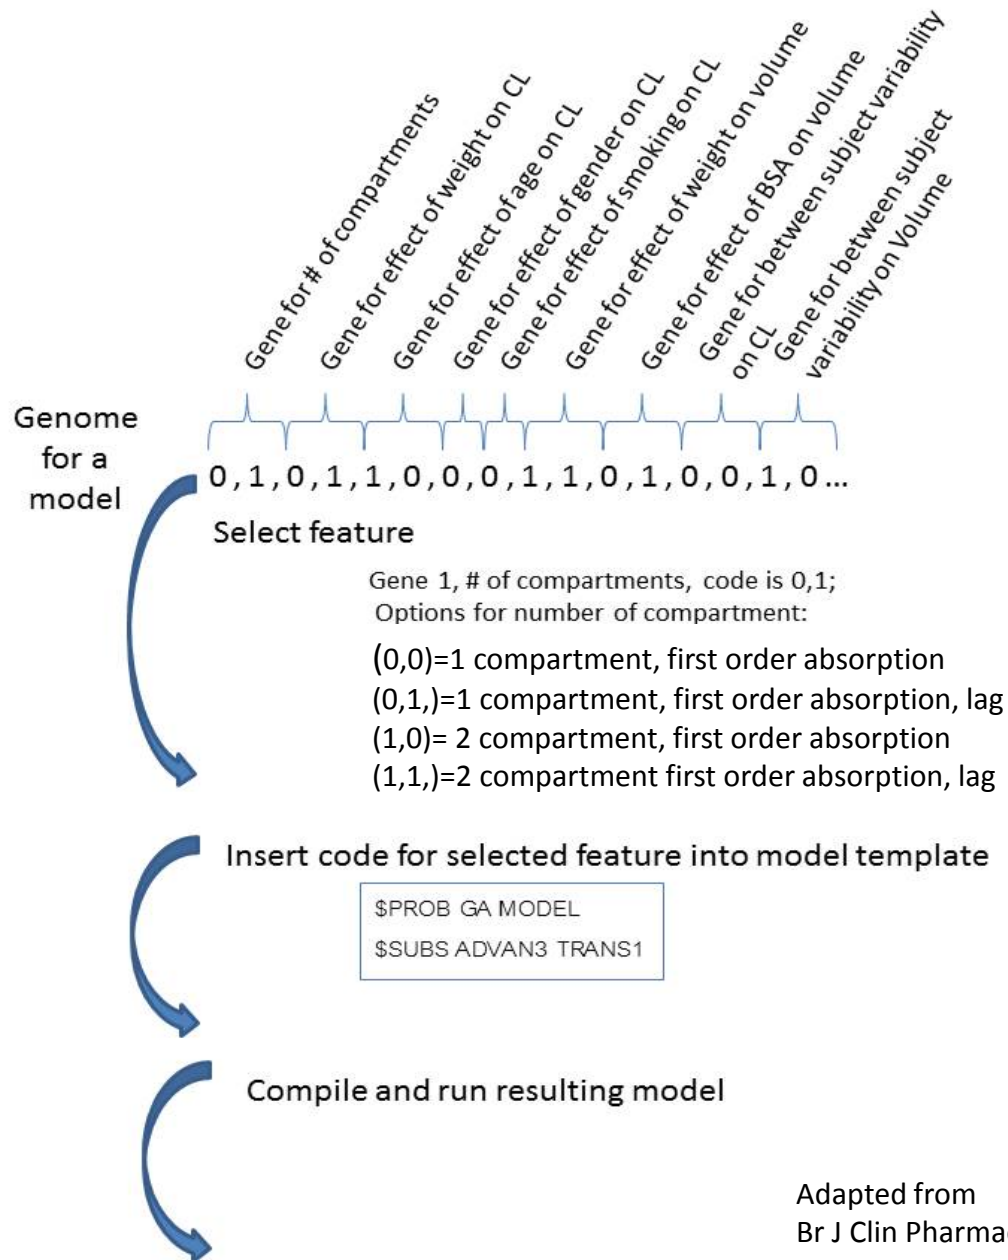 Gene for # of compartments
Gene for effect of weight on CL
Gene for effect of age on CL
Gene for effect of gender on CL
Gene for effect of smoking on CL
Gene for effect of weight on volume
Gene for effect of BSA on volume
Gene for between subject variability
on CL
Gene for between subject
variability on Volume
Genome
for a
model
0,1,0,1,1,0,0,0,1,1,0,1,0,0,1,0...
Select feature
Gene 1, # of compartments, code is 0,1;
Options for number of compartment:
(0,0)=1 compartment, first order absorption
(0,1,)=1 compartment, first order absorption, lag
(1,0)= 2 compartment, first order absorption
(1,1,)=2 compartment first order absorption, lag
Insert code for selected feature into model template
$PROB GA MODEL
$SUBS ADVAN3 TRANS1
Compile and run resulting model
Adapted from
Br J Clin Pharma